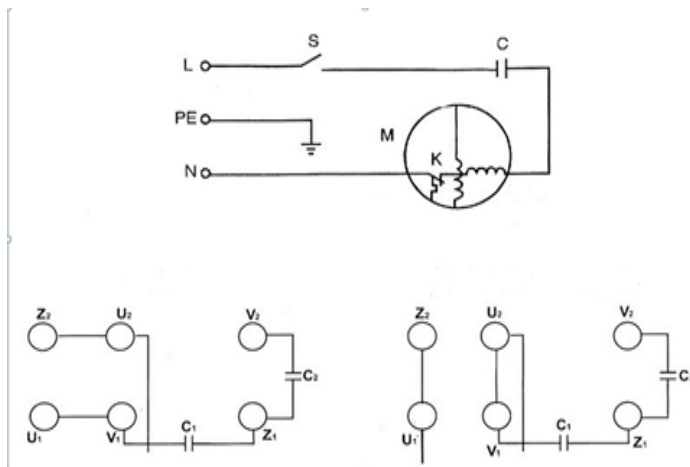 S C
L
PE M
K
N
Z2 U2 V2 Z2 U2 V2
C2 C
C1 C1
U1 V1 Z1 U1 V1 Z1